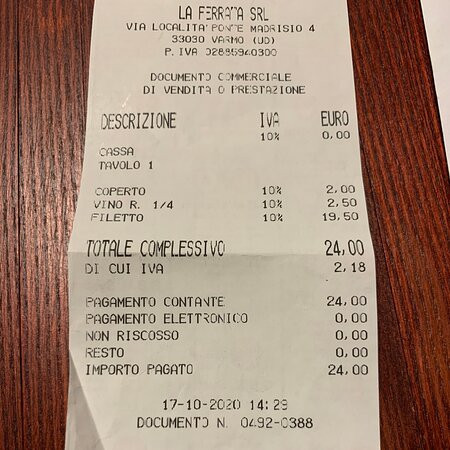 LA FERRATA SRL
VIA LOCALITA' PONTE MADRISIO 4
33030 VARMO (UD)
P. IVA 02885940300
DOCUMENTO COMMERCIALE
DI VENDITA O PRESTAZIONE
DESCRIZIONE IVA EURO
10% 0,00
CASSA
TAVOLO 1
COPERTO 10% 2,00
VINO R. 1/4 10% 2,50
FILETTO 10% 19,50
TOTALE COMPLESSIVO 24,00
DI CUI IVA 2,18
PAGAMENTO CONTANTE 24,00
PAGAMENTO ELETTRONICO 0,00
NON RISCOSSO 0,00
RESTO 0,00
IMPORTO PAGATO 24,00
17-10-2020 14:29
DOCUMENTO N. 0492-0388